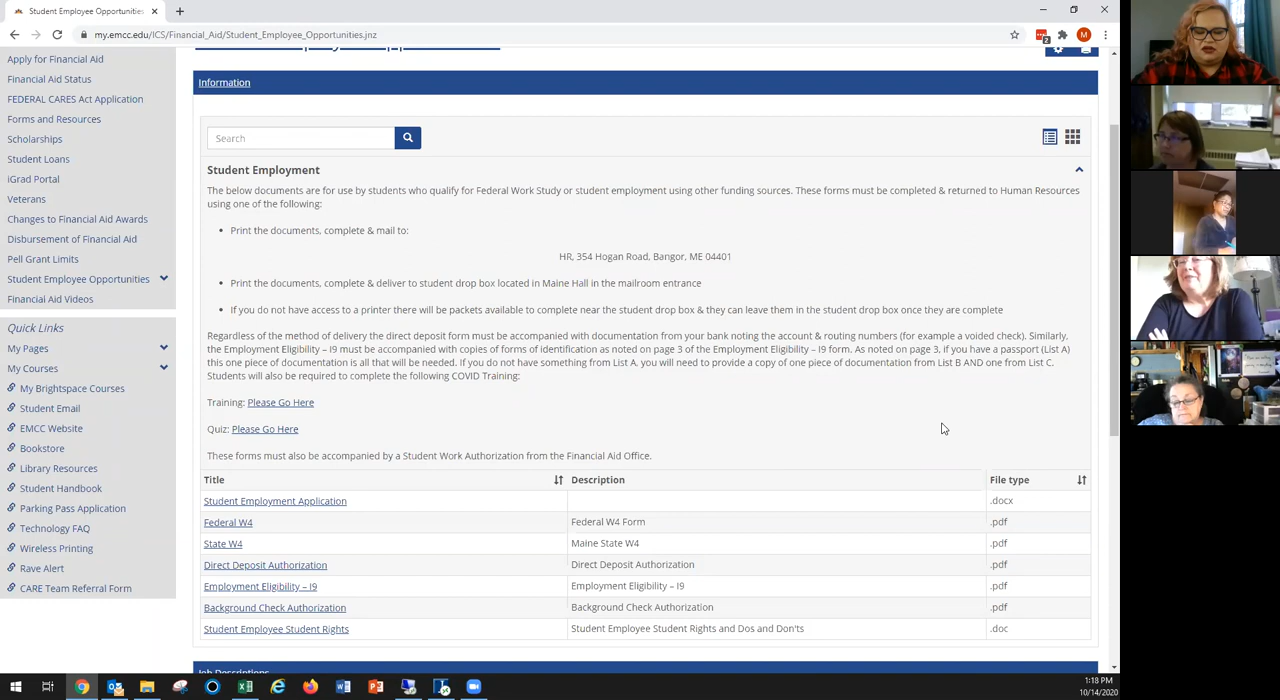 Student Employee Opportunities
my.emcc.edu/ICS/Financial_Aid/Student_Employee_Opportunities.jnz
2
M
Apply for Financial Aid
Financial Aid Status
FEDERAL CARES Act Application
Forms and Resources
Scholarships
Student Loans
iGrad Portal
Veterans
Changes to Financial Aid Awards
Disbursement of Financial Aid
Pell Grant Limits
Student Employee Opportunities
Financial Aid Videos
Quick Links
My Pages
My Courses
My Brightspace Courses
Student Email
EMCC Website
Bookstore
Library Resources
Student Handbook
Parking Pass Application
Technology FAQ
Wireless Printing
Rave Alert
CARE Team Referral Form
Information
Search
Student Employment
The below documents are for use by students who qualify for Federal Work Study or student employment using other funding sources. These forms must be completed & returned to Human Resources
using one of the following:
Print the documents, complete & mail to:
HR, 354 Hogan Road, Bangor, ME 04401
Print the documents, complete & deliver to student drop box located in Maine Hall in the mailroom entrance
If you do not have access to a printer there will be packets available to complete near the student drop box & they can leave them in the student drop box once they are complete
Regardless of the method of delivery the direct deposit form must be accompanied with documentation from your bank noting the account & routing numbers (for example a voided check). Similarly,
the Employment Eligibility – I9 must be accompanied with copies of forms of identification as noted on page 3 of the Employment Eligibility – I9 form. As noted on page 3, if you have a passport (List A)
this one piece of documentation is all that will be needed. If you do not have something from List A, you will need to provide a copy of one piece of documentation from List B AND one from List C.
Students will also be required to complete the following COVID Training:
Training: Please Go Here
Quiz: Please Go Here
These forms must also be accompanied by a Student Work Authorization from the Financial Aid Office.
Title Description File type
Student Employment Application .docx
Federal W4 Federal W4 Form .pdf
State W4 Maine State W4 .pdf
Direct Deposit Authorization Direct Deposit Authorization .pdf
Employment Eligibility – I9 Employment Eligibility – I9 .pdf
Background Check Authorization Background Check Authorization .pdf
Student Employee Student Rights Student Employee Student Rights and Dos and Don'ts .doc
Job Descriptions
1:18 PM
10/14/2020